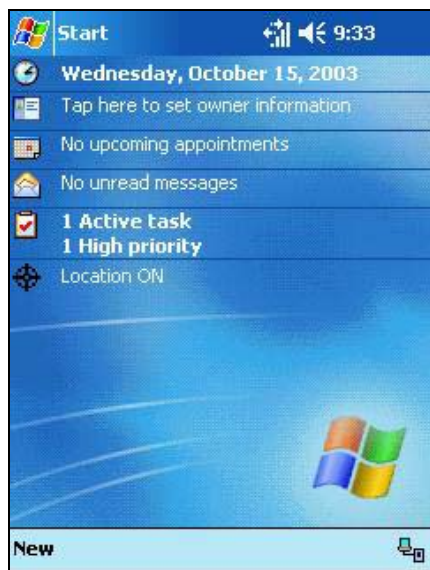 Start 9:33
Wednesday, October 15, 2003
Tap here to set owner information
No upcoming appointments
No unread messages
1 Active task
1 High priority
Location ON
New